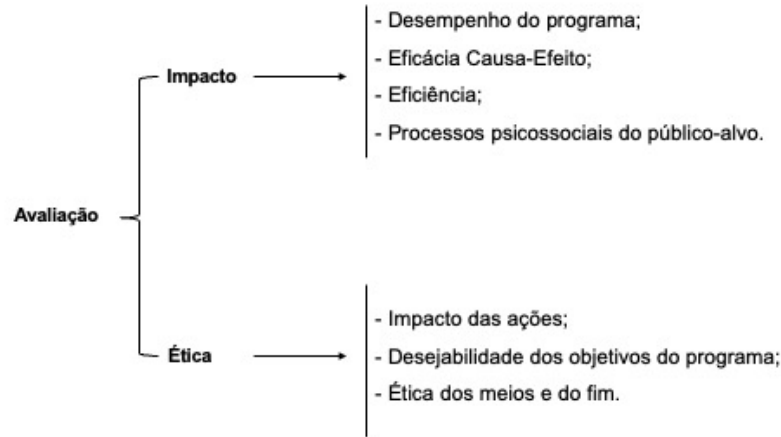 Avaliação
Impacto
- Desempenho do programa;
- Eficácia Causa-Efeito;
- Eficiência;
- Processos psicossociais do público-alvo.
Ética
- Impacto das ações;
- Desejabilidade dos objetivos do programa;
- Ética dos meios e do fim.